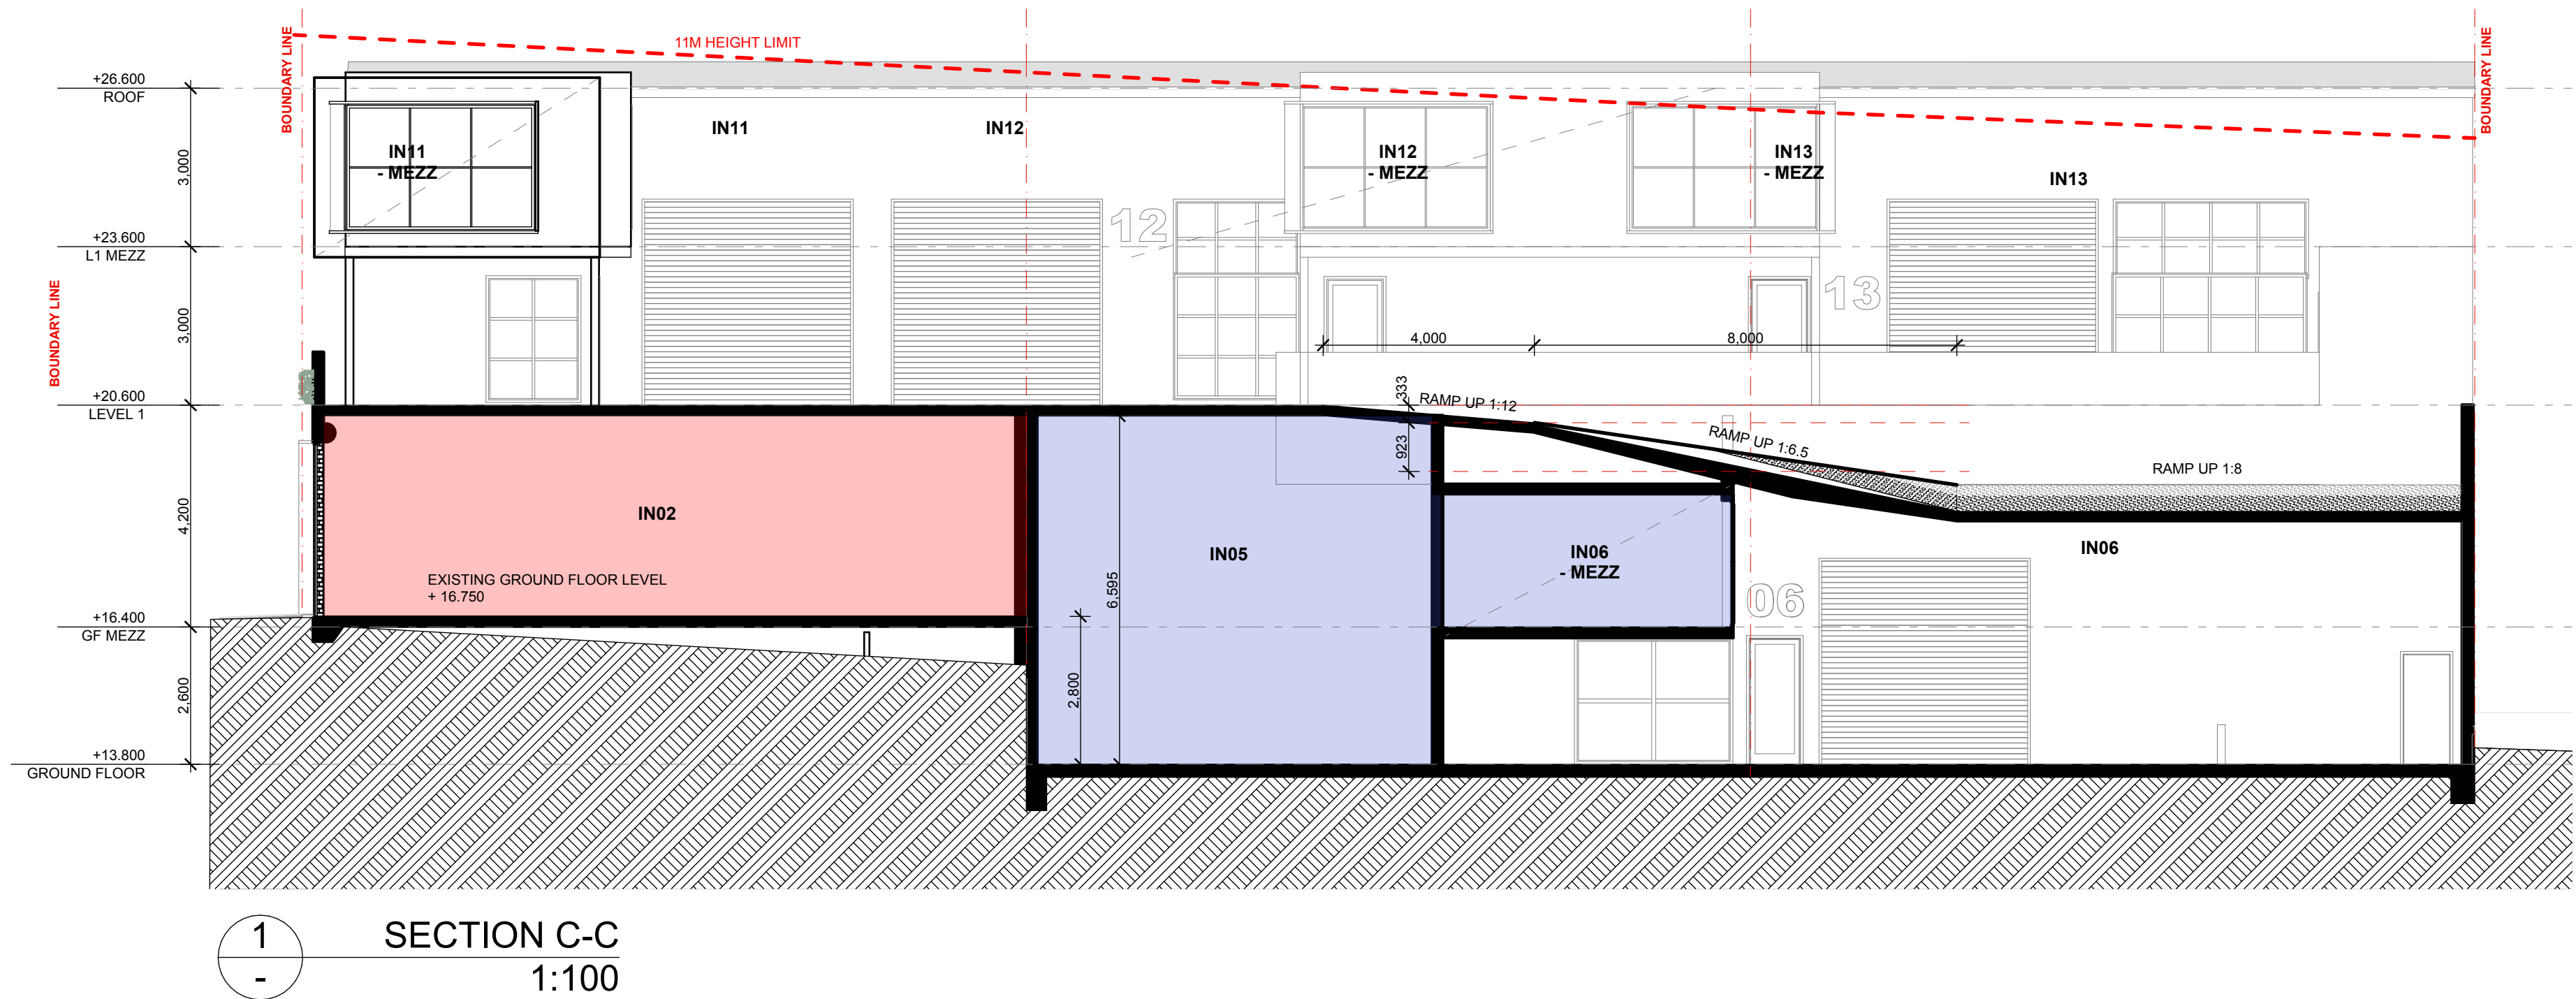 11M HEIGHT LIMIT
BOUNDARY LINE
BOUNDARY LINE
+26.600
ROOF
IN11
IN12
IN11
- MEZZ
IN12
- MEZZ
IN13
- MEZZ
IN13
3,000
12
+23.600
L1 MEZZ
13
BOUNDARY LINE
3,000
4,000
8,000
+20.600
LEVEL 1
333
RAMP UP 1:12
923
RAMP UP 1:6.5
RAMP UP 1:8
4,200
IN02
IN05
IN06
- MEZZ
IN06
EXISTING GROUND FLOOR LEVEL
+ 16.750
6,595
06
+16.400
GF MEZZ
2,600
2,800
+13.800
GROUND FLOOR
1
-
SECTION C-C
1:100